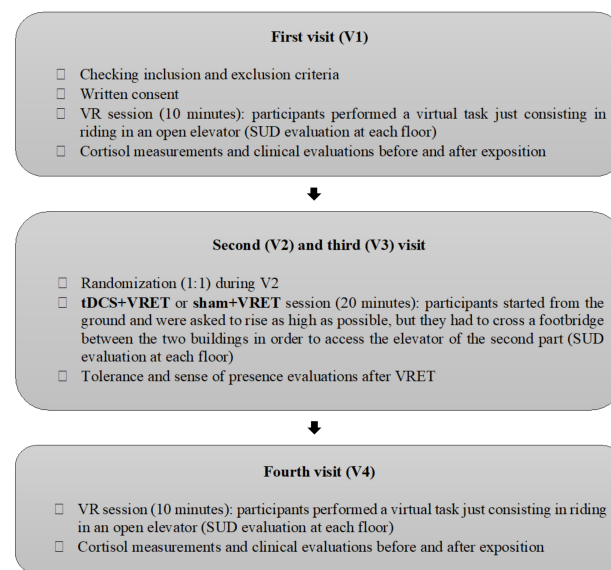 First visit (V1)
☐ Checking inclusion and exclusion criteria
☐ Written consent
☐ VR session (10 minutes): participants performed a virtual task just consisting in
riding in an open elevator (SUD evaluation at each floor)
☐ Cortisol measurements and clinical evaluations before and after exposition
Second (V2) and third (V3) visit
☐ Randomization (1:1) during V2
☐ tDCS+VRET or sham+VRET session (20 minutes): participants started from the
ground and were asked to rise as high as possible, but they had to cross a footbridge
between the two buildings in order to access the elevator of the second part (SUD
evaluation at each floor)
☐ Tolerance and sense of presence evaluations after VRET
Fourth visit (V4)
☐ VR session (10 minutes): participants performed a virtual task just consisting in riding
in an open elevator (SUD evaluation at each floor)
☐ Cortisol measurements and clinical evaluations before and after exposition